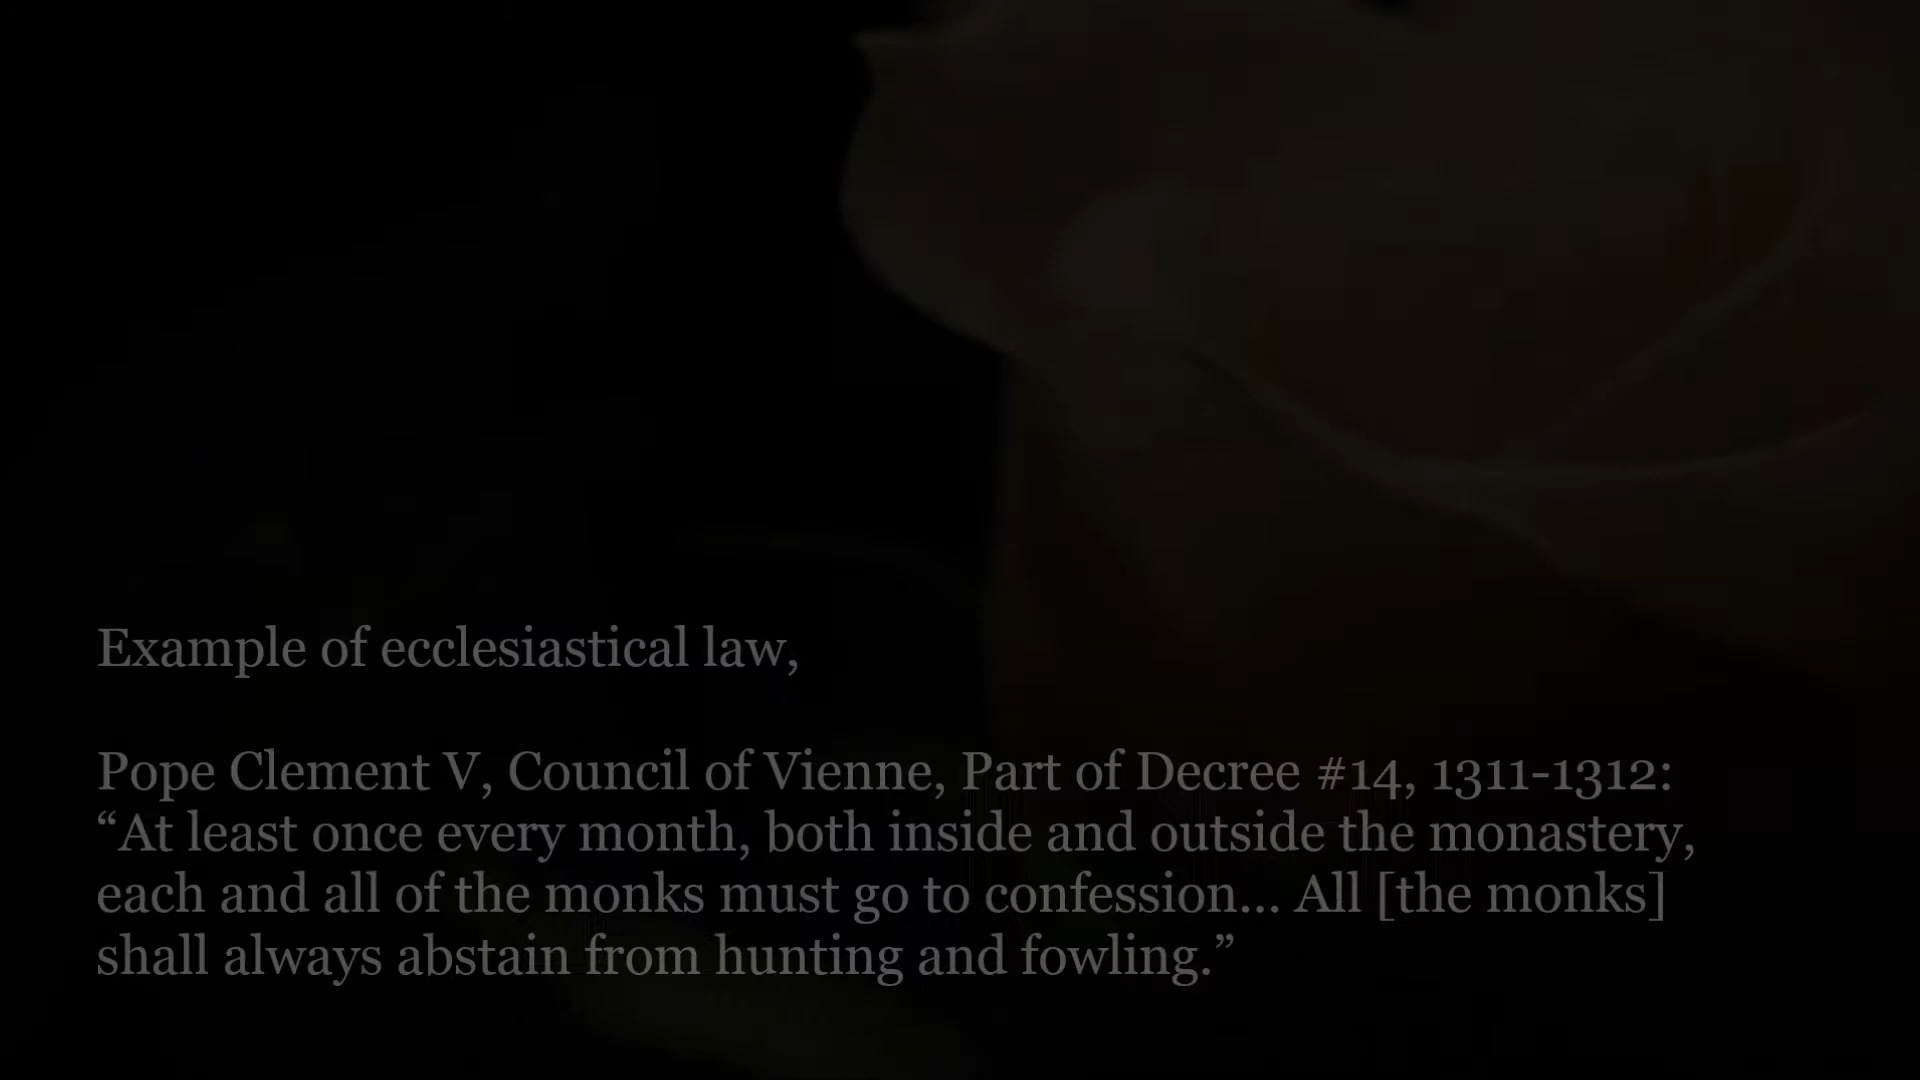 Example of ecclesiastical law,
Pope Clement V, Council of Vienne, Part of Decree #14, 1311-1312:
“At least once every month, both inside and outside the monastery,
each and all of the monks must go to confession... All [the monks]
shall always abstain from hunting and fowling.”